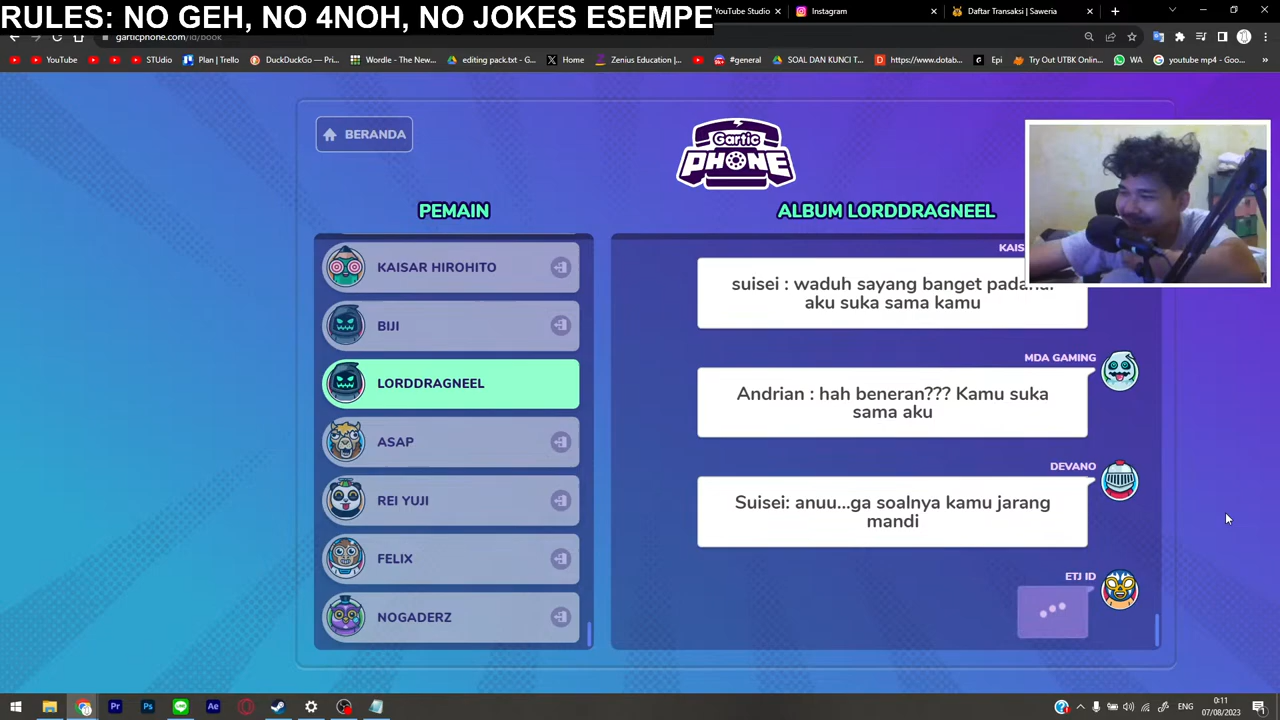 RULES: NO GEH, NO 4NOH, NO JOKES ESEMPE
YouTube Studio
Instagram
Daftar Transaksi | Saweria
garticphone.com/id/book
YouTube
STUdio
Plan | Trello
DuckDuckGo — Pri...
Wordle - The New...
editing pack.txt - G...
Home
Zenius Education |...
#general
SOAL DAN KUNCI T...
https://www.dotab...
Epi
Try Out UTBK Onlin...
WA
youtube mp4 - Goo...
BERANDA
Gartic
PHONE
PEMAIN
ALBUM LORDDRAGNEEL
KAISAR HIROHITO
BIJI
LORDDRAGNEEL
ASAP
REI YUJI
FELIX
NOGADERZ
KAIS
suisei : waduh sayang banget
aku suka sama kamu
MDA GAMING
Andrian : hah beneran??? Kamu suka
sama aku
DEVANO
Suisei: anuu...ga soalnya kamu jarang
mandi
ETJ ID
0:11
07/08/2023